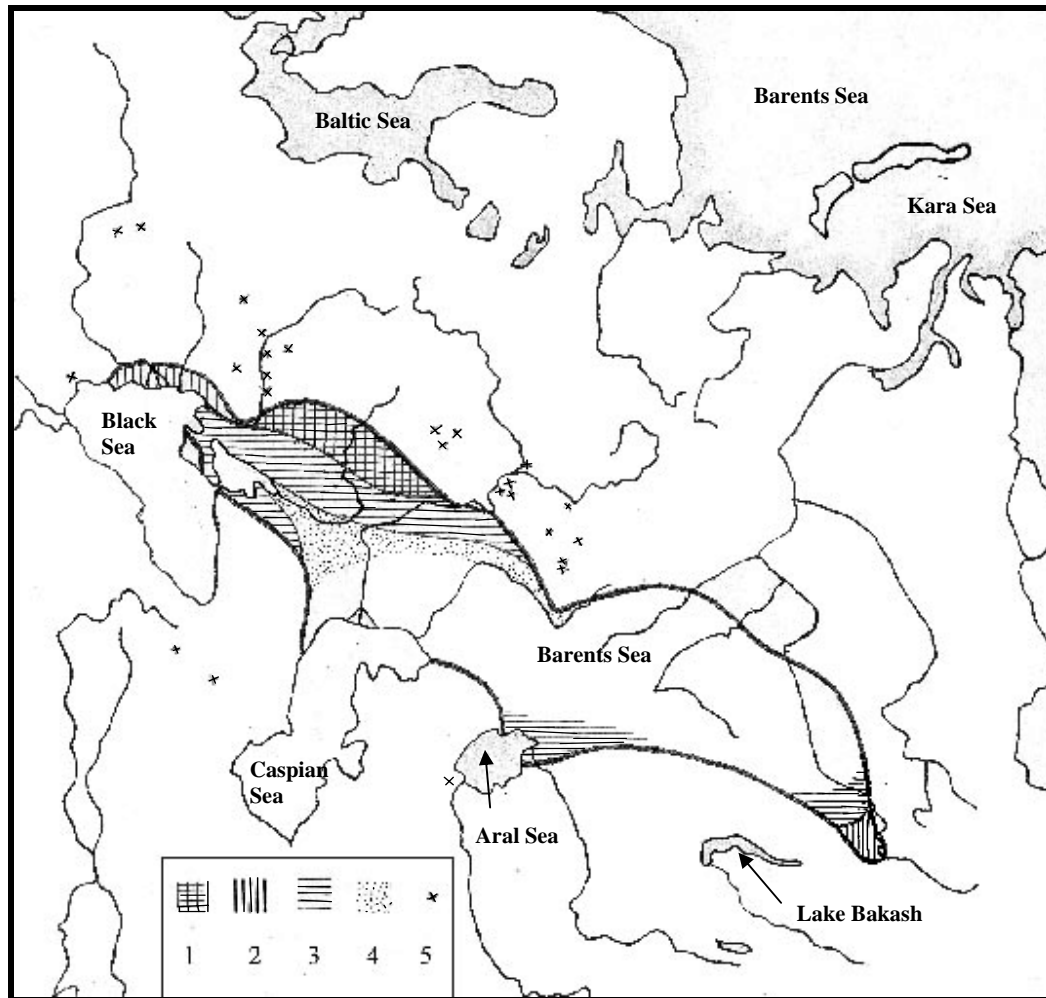 Barents Sea
Baltic Sea
Kara Sea
Black
Sea
Barents Sea
Caspian
Sea
Aral Sea
Lake Bakash
1 2 3 4 5